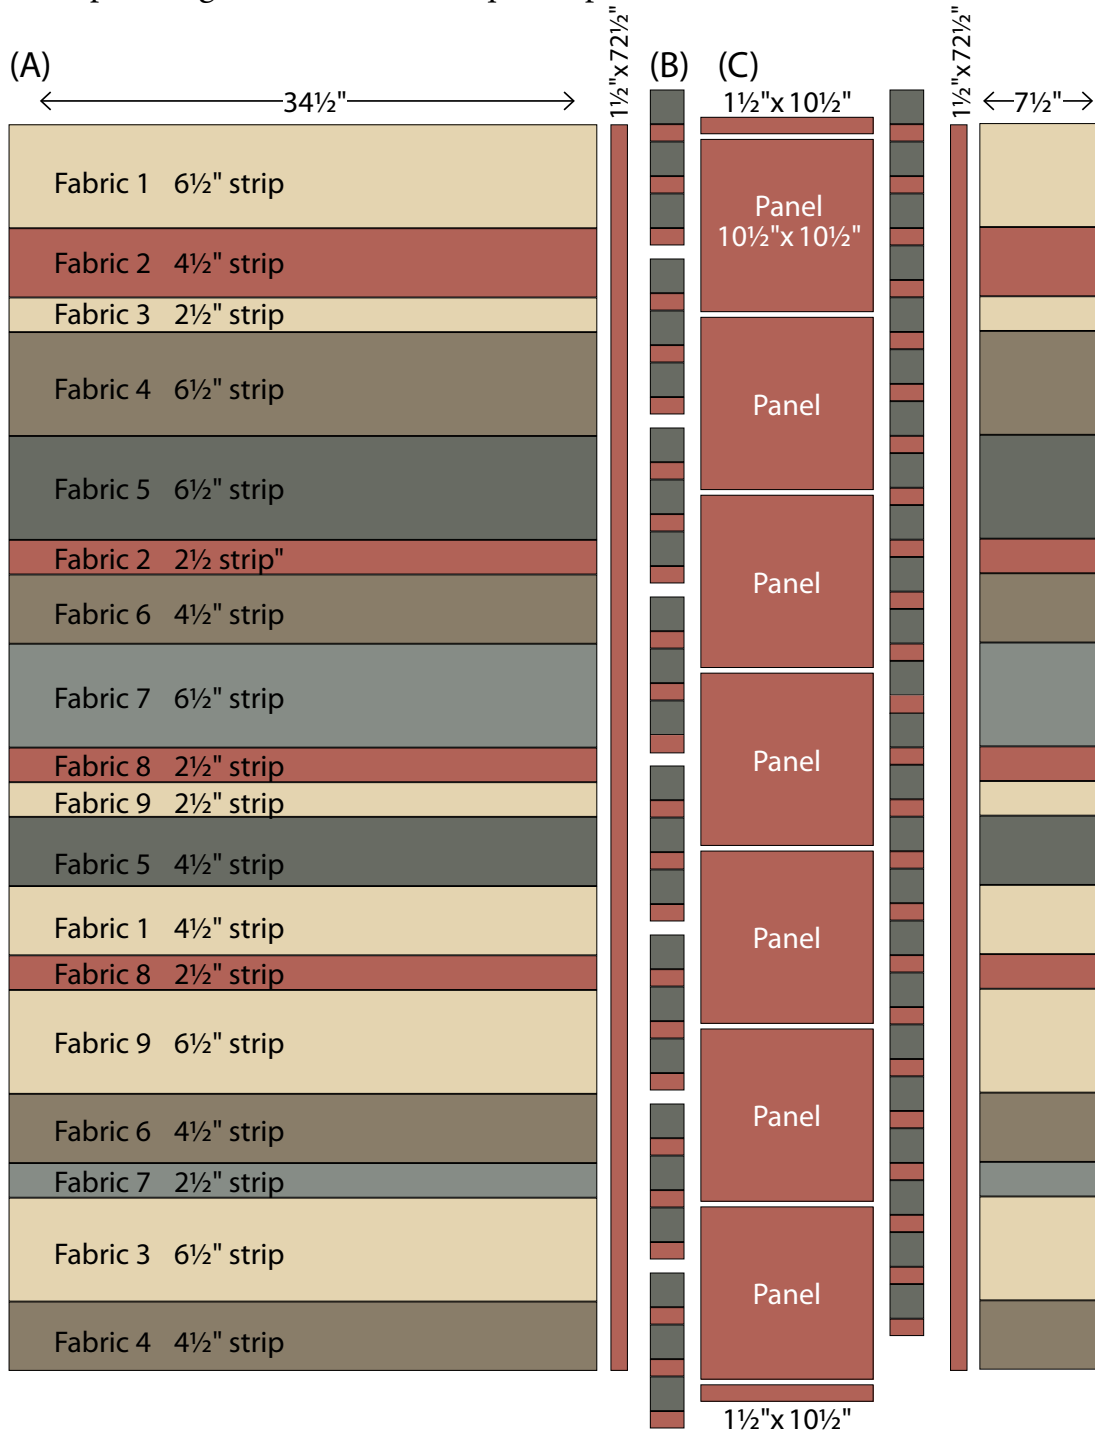 (A)
34½"
1½"x 72½"
(B)
(C)
1½"x 10½"
1½"x 72½"
7½"
Fabric 1 6½" strip
Fabric 2 4½" strip
Fabric 3 2½" strip
Fabric 4 6½" strip
Fabric 5 6½" strip
Fabric 2 2½ strip"
Fabric 6 4½" strip
Fabric 7 6½" strip
Fabric 8 2½" strip
Fabric 9 2½" strip
Fabric 5 4½" strip
Fabric 1 4½" strip
Fabric 8 2½" strip
Fabric 9 6½" strip
Fabric 6 4½" strip
Fabric 7 2½" strip
Fabric 3 6½" strip
Fabric 4 4½" strip
Panel
10½"x 10½"
Panel
Panel
Panel
Panel
Panel
Panel
1½"x 10½"